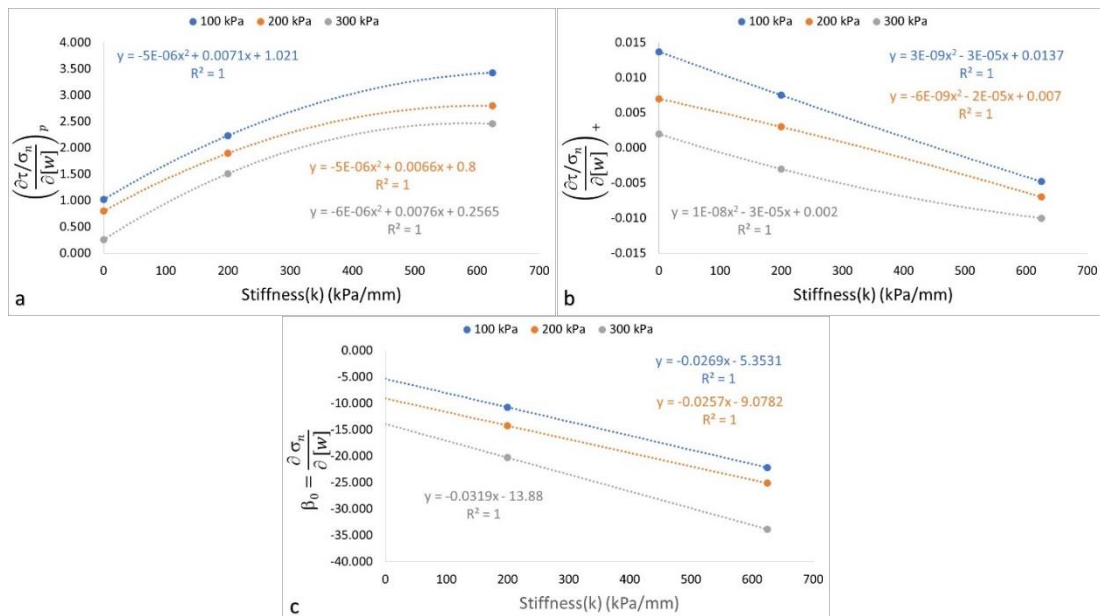 100 kPa 200 kPa 300 kPa
4.000
3.500
3.000
2.500
2.000
1.500
1.000
0.500
0.000
(∂τ/σn / ∂[w])p
y = -5E-06x² + 0.0071x + 1.021
R² = 1
y = -5E-06x² + 0.0066x + 0.8
R² = 1
y = -6E-06x² + 0.0076x + 0.2565
R² = 1
0 100 200 300 400 500 600 700
Stiffness(k) (kPa/mm)
a
100 kPa 200 kPa 300 kPa
0.015
0.010
0.005
0.000
-0.005
-0.010
-0.015
(∂τ/σn / ∂[w])+
y = 3E-09x² - 3E-05x + 0.0137
R² = 1
y = -6E-09x² - 2E-05x + 0.007
R² = 1
y = 1E-08x² - 3E-05x + 0.002
R² = 1
0 100 200 300 400 500 600 700
Stiffness(k) (kPa/mm)
b
100 kPa 200 kPa 300 kPa
0.000
-5.000
-10.000
-15.000
-20.000
-25.000
-30.000
-35.000
-40.000
β0 = ∂ σn / ∂ [w]
y = -0.0269x - 5.3531
R² = 1
y = -0.0257x - 9.0782
R² = 1
y = -0.0319x - 13.88
R² = 1
0 100 200 300 400 500 600 700
Stiffness(k) (kPa/mm)
c